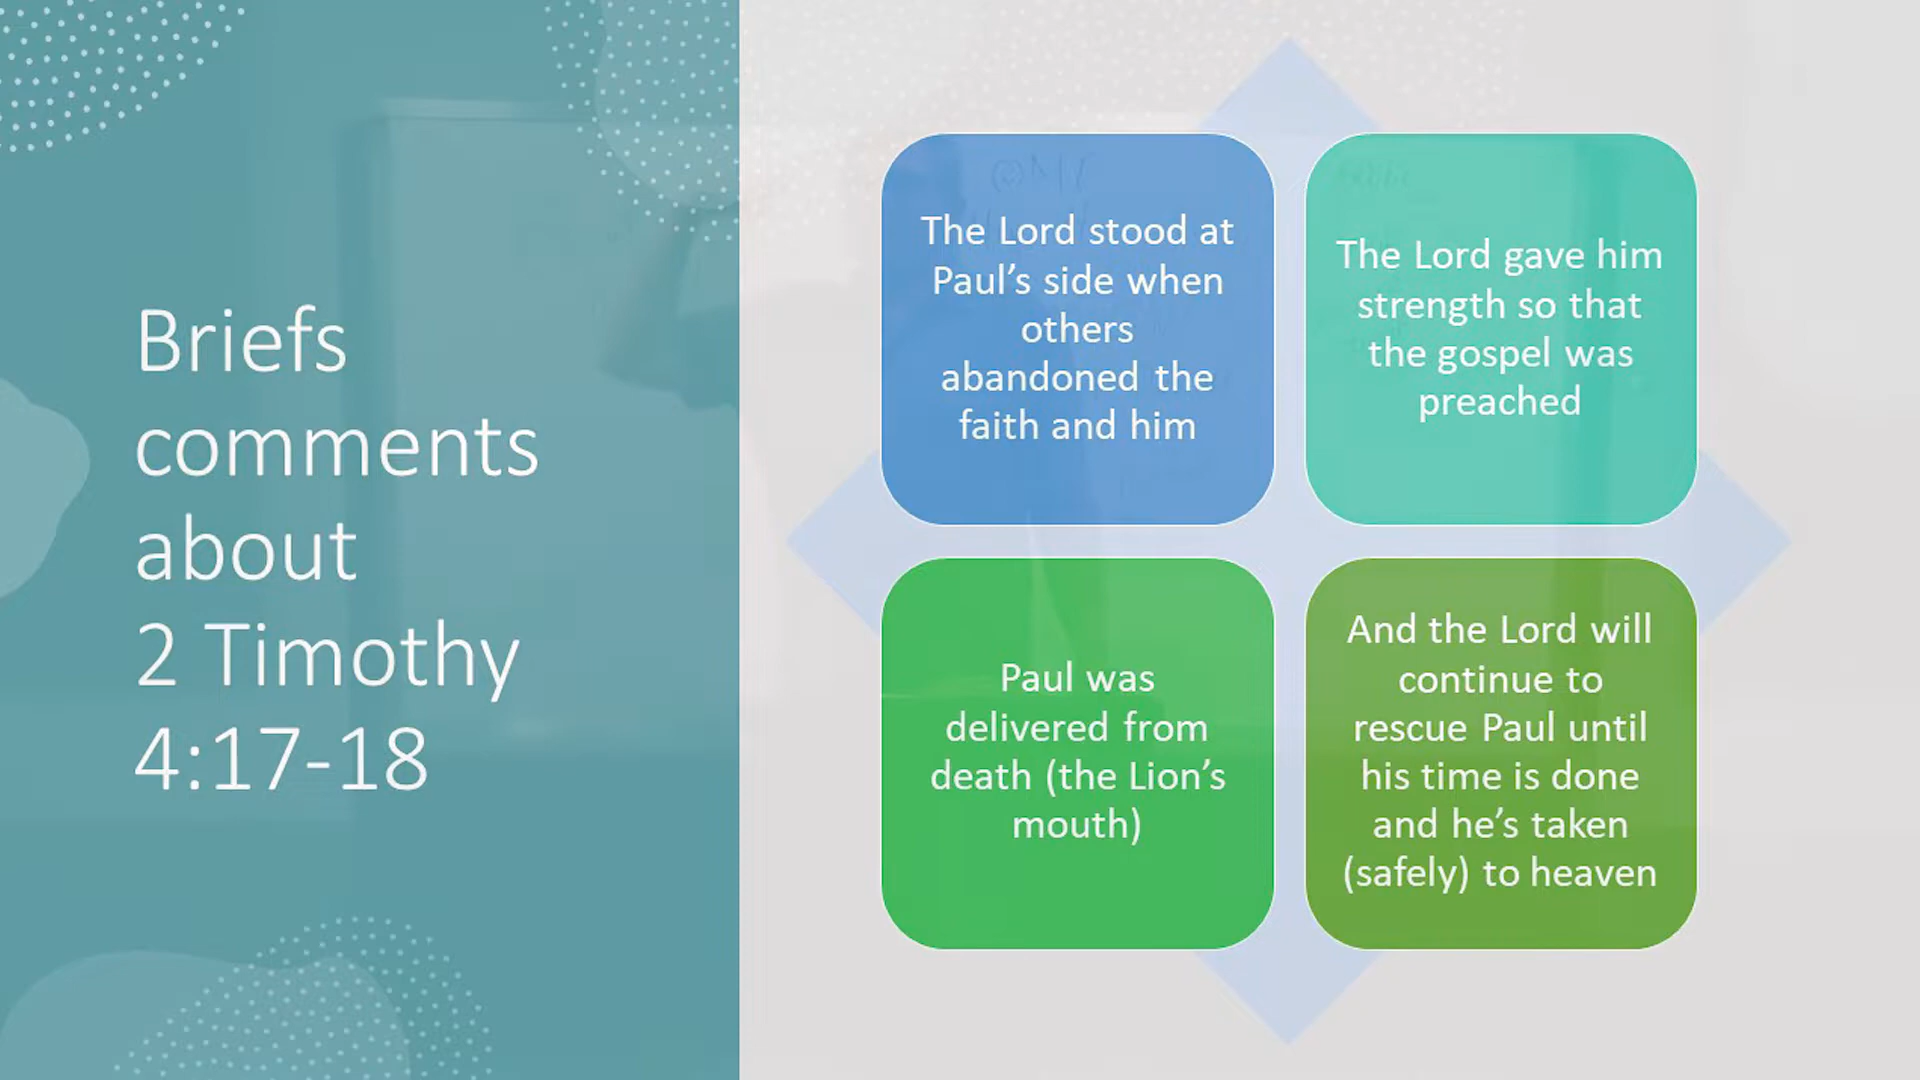 Briefs
comments
about
2 Timothy
4:17-18
The Lord stood at
Paul’s side when
others
abandoned the
faith and him
The Lord gave him
strength so that
the gospel was
preached
Paul was
delivered from
death (the Lion’s
mouth)
And the Lord will
continue to
rescue Paul until
his time is done
and he’s taken
(safely) to heaven